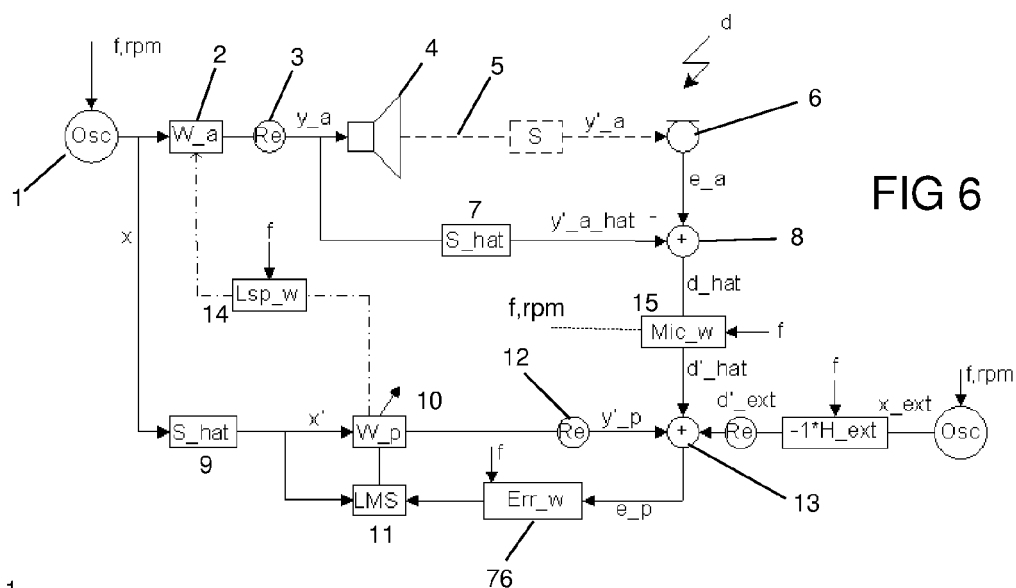 d
f,rpm
2
3
4
5
6
Osc
W_a
Re
y_a
S
y'_a
1
e_a
FIG 6
7
x
S_hat
y'_a_hat
-
+
8
f
d_hat
Lsp_w
14
15
f,rpm
Mic_w
f
12
d'_hat
f
f,rpm
10
d'_ext
x_ext
S_hat
x'
W_p
Re
y'_p
+
Re
-1*H_ext
Osc
9
f
13
LMS
Err_w
e_p
11
76
1